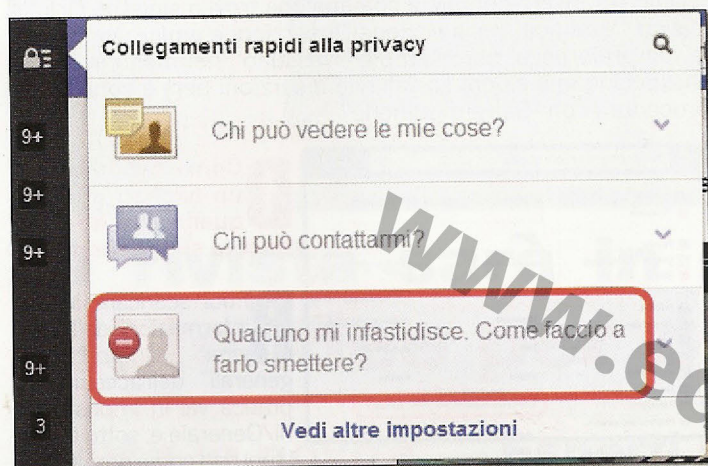 Collegamenti rapidi alla privacy
9+
Chi può vedere le mie cose?
9+
9+
Chi può contattarmi?
Qualcuno mi infastidisce. Come faccio a
farlo smettere?
9+
3
Vedi altre impostazioni
www.ec